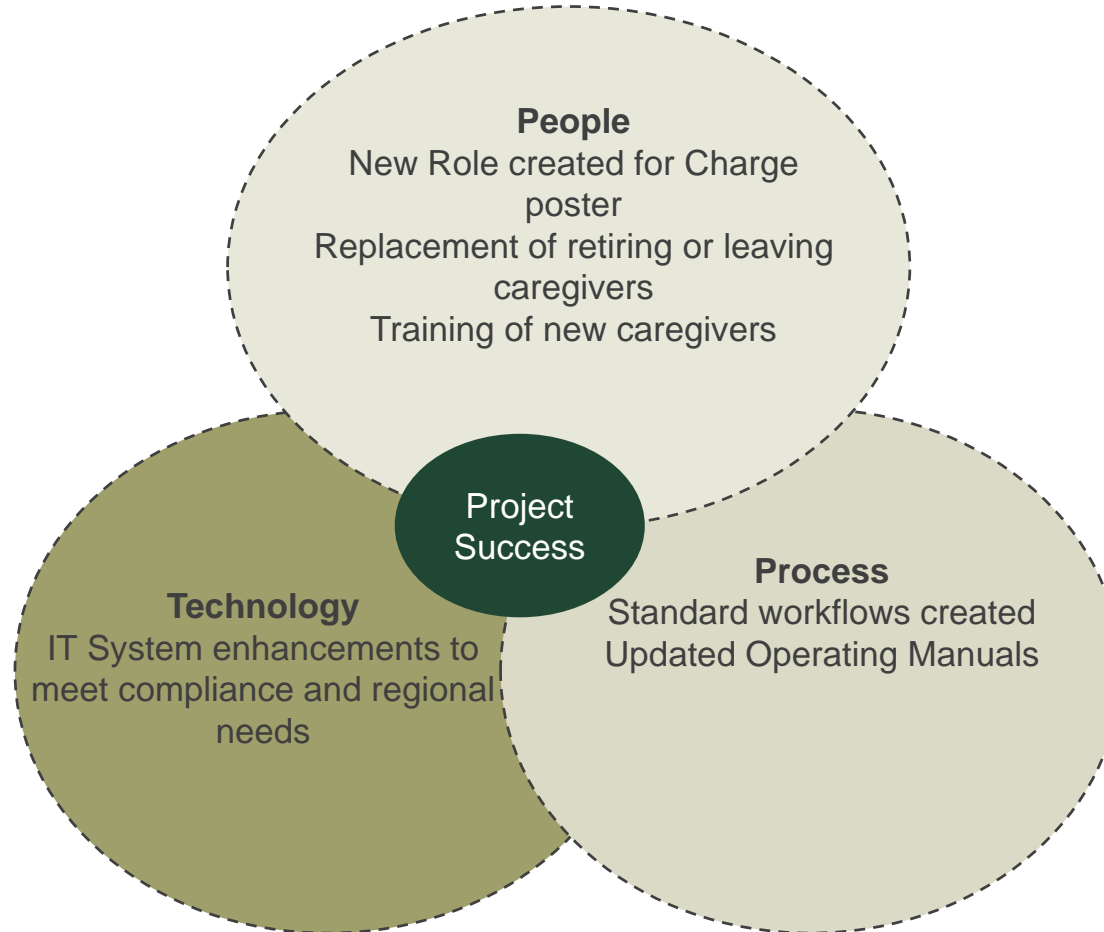 People
New Role created for Charge
poster
Replacement of retiring or leaving
caregivers
Training of new caregivers
Project
Success
Technology
IT System enhancements to
meet compliance and regional
needs
Process
Standard workflows created
Updated Operating Manuals